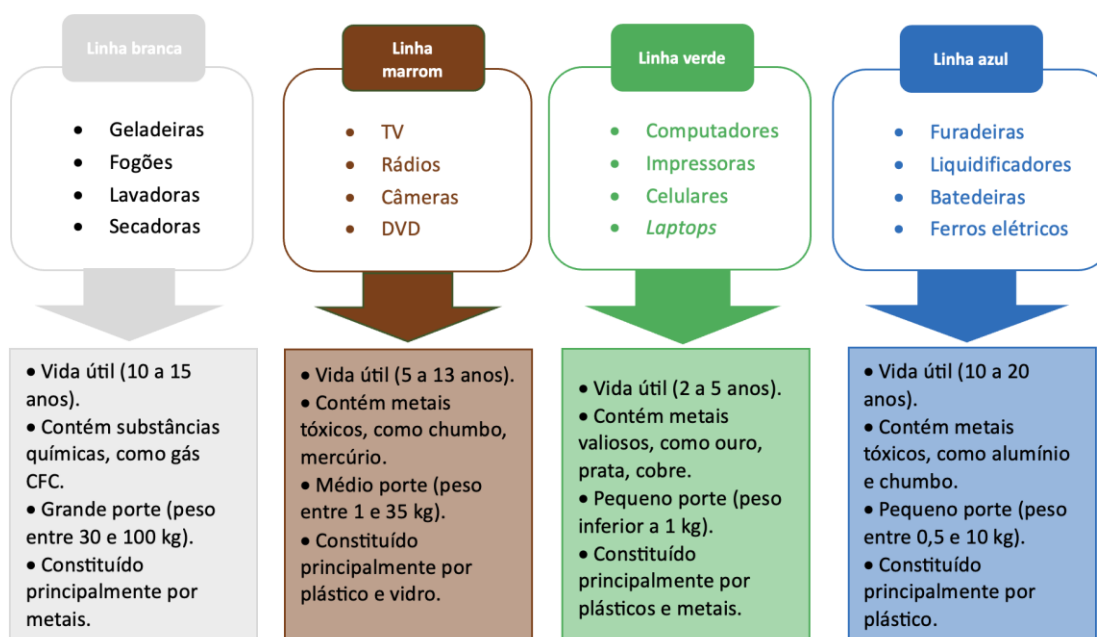 Linha branca
• Geladeiras
• Fogões
• Lavadoras
• Secadoras
• Vida útil (10 a 15
anos).
• Contém substâncias
químicas, como gás
CFC.
• Grande porte (peso
entre 30 e 100 kg).
• Constituído
principalmente por
metais.
Linha
marrom
• TV
• Rádios
• Câmeras
• DVD
• Vida útil (5 a 13 anos).
• Contém metais
tóxicos, como chumbo,
mercúrio.
• Médio porte (peso
entre 1 e 35 kg).
• Constituído
principalmente por
plástico e vidro.
Linha verde
• Computadores
• Impressoras
• Celulares
• Laptops
• Vida útil (2 a 5 anos).
• Contém metais
valiosos, como ouro,
prata, cobre.
• Pequeno porte (peso
inferior a 1 kg).
• Constituído
principalmente por
plásticos e metais.
Linha azul
• Furadeiras
• Liquidificadores
• Batedeiras
• Ferros elétricos
• Vida útil (10 a 20
anos).
• Contém metais
tóxicos, como alumínio
e chumbo.
• Pequeno porte (peso
entre 0,5 e 10 kg).
• Constituído
principalmente por
plástico.